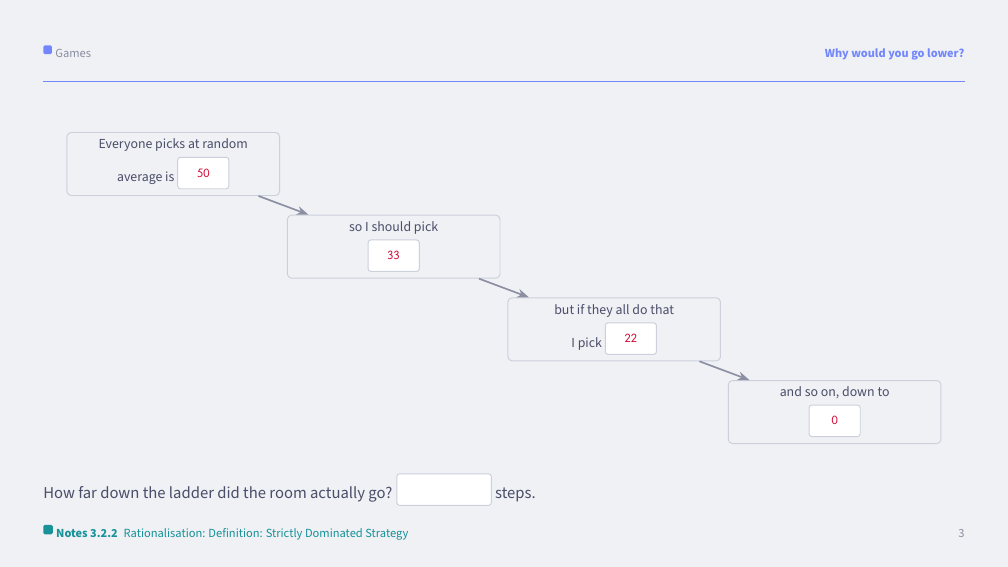 Games
Why would you go lower?
Everyone picks at random
average is 50
so I should pick
33
but if they all do that
I pick 22
and so on, down to
0
How far down the ladder did the room actually go? steps.
Notes 3.2.2 Rationalisation: Definition: Strictly Dominated Strategy
3